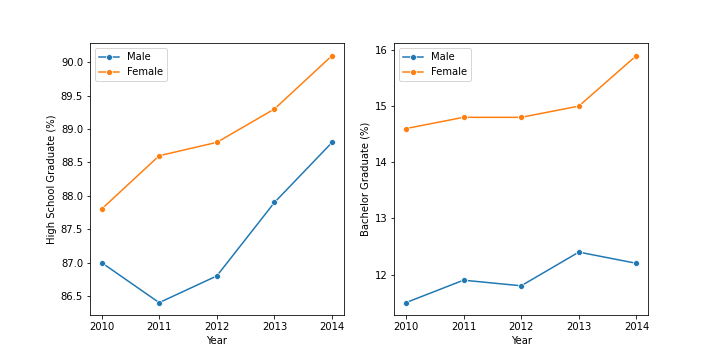 High School Graduate (%)
90.0
89.5
89.0
88.5
88.0
87.5
87.0
86.5
Male
Female
2010 2011 2012 2013 2014
Year
Bachelor Graduate (%)
16
15
14
13
12
Male
Female
2010 2011 2012 2013 2014
Year